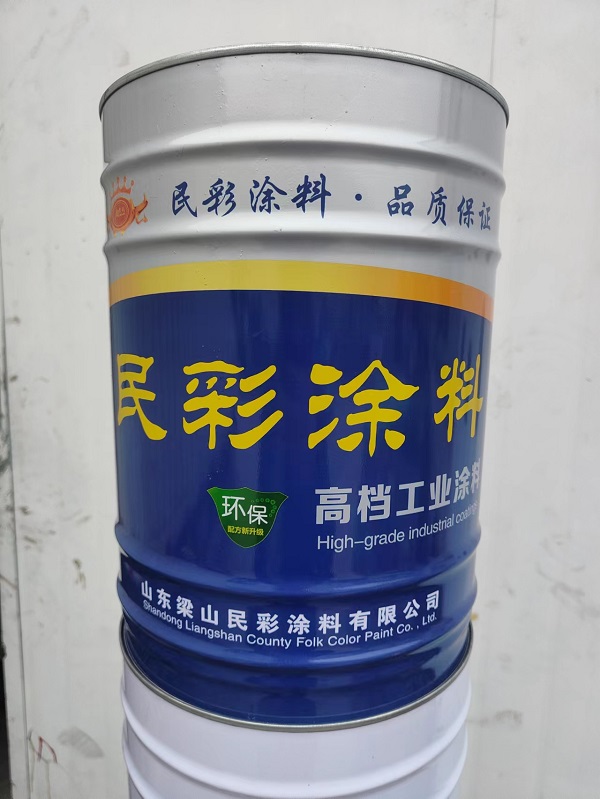 民彩涂料·品质保证
民彩涂料
环保
配方新升级
高档工业涂料
High-grade industrial coating
山东梁山民彩涂料有限公司
Shandong Liangshan County Folk Color Paint Co. , Ltd.